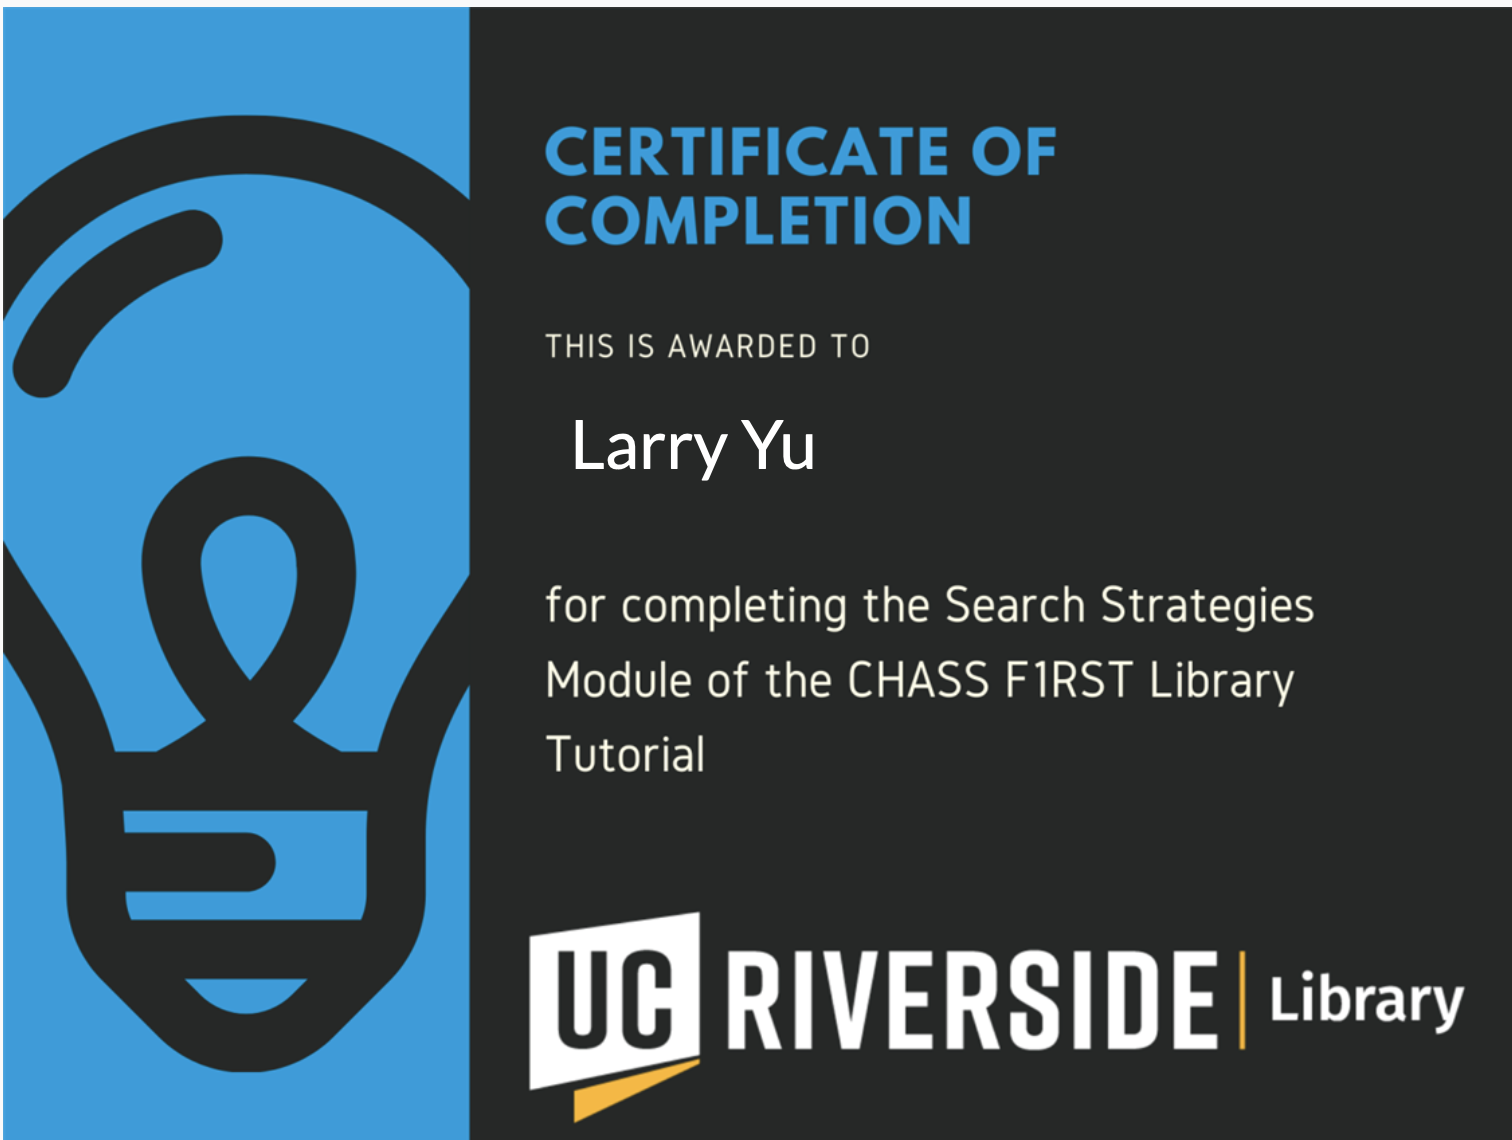 CERTIFICATE OF
COMPLETION
THIS IS AWARDED TO
Larry Yu
for completing the Search Strategies
Module of the CHASS F1RST Library
Tutorial
UC RIVERSIDE | Library